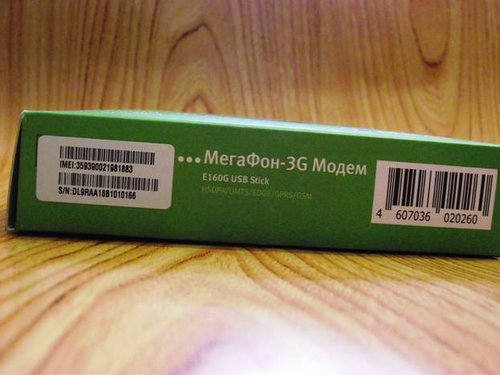 IMEI:359390021981883
S/N:DL9RAA18B1010166
...МегаФон-3G Модем
E160G USB Stick
HSDPA/UMTS/EDGE/GPRS/GSM
4 607036 020260